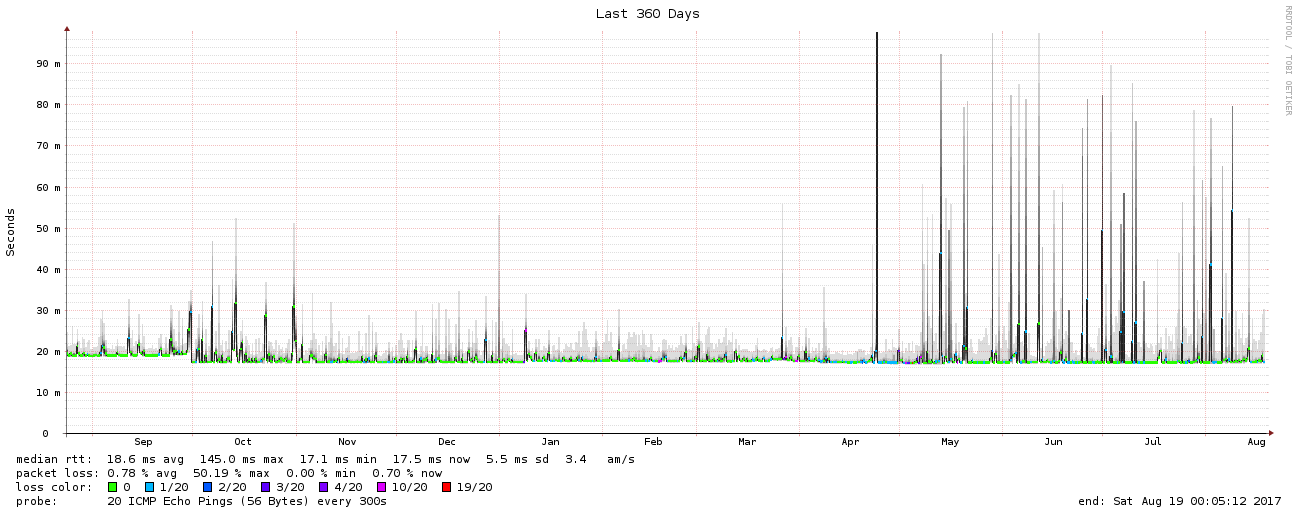 Last 360 Days
RRDTOOL / TOBI OETIKER
Seconds
90 m
80 m
70 m
60 m
50 m
40 m
30 m
20 m
10 m
0
Sep Oct Nov Dec Jan Feb Mar Apr May Jun Jul Aug
median rtt: 18.6 ms avg 145.0 ms max 17.1 ms min 17.5 ms now 5.5 ms sd 3.4 am/s
packet loss: 0.78 % avg 50.19 % max 0.00 % min 0.70 % now
loss color: 0 1/20 2/20 3/20 4/20 10/20 19/20
probe: 20 ICMP Echo Pings (56 Bytes) every 300s
end: Sat Aug 19 00:05:12 2017